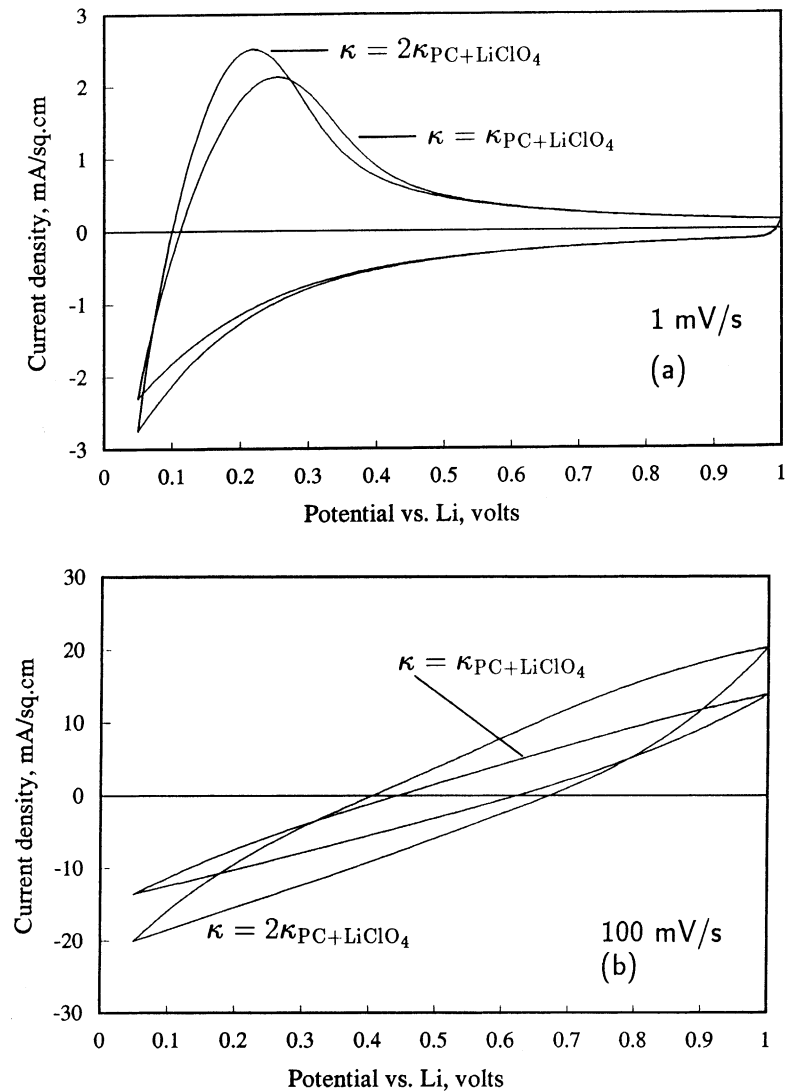 3
2
1
0
-1
-2
-3
Current density, mA/sq.cm
κ = 2κPC+LiClO4
κ = κPC+LiClO4
1 mV/s
(a)
0 0.1 0.2 0.3 0.4 0.5 0.6 0.7 0.8 0.9 1
Potential vs. Li, volts
30
20
10
0
-10
-20
-30
Current density, mA/sq.cm
κ = κPC+LiClO4
κ = 2κPC+LiClO4
100 mV/s
(b)
0 0.1 0.2 0.3 0.4 0.5 0.6 0.7 0.8 0.9 1
Potential vs. Li, volts